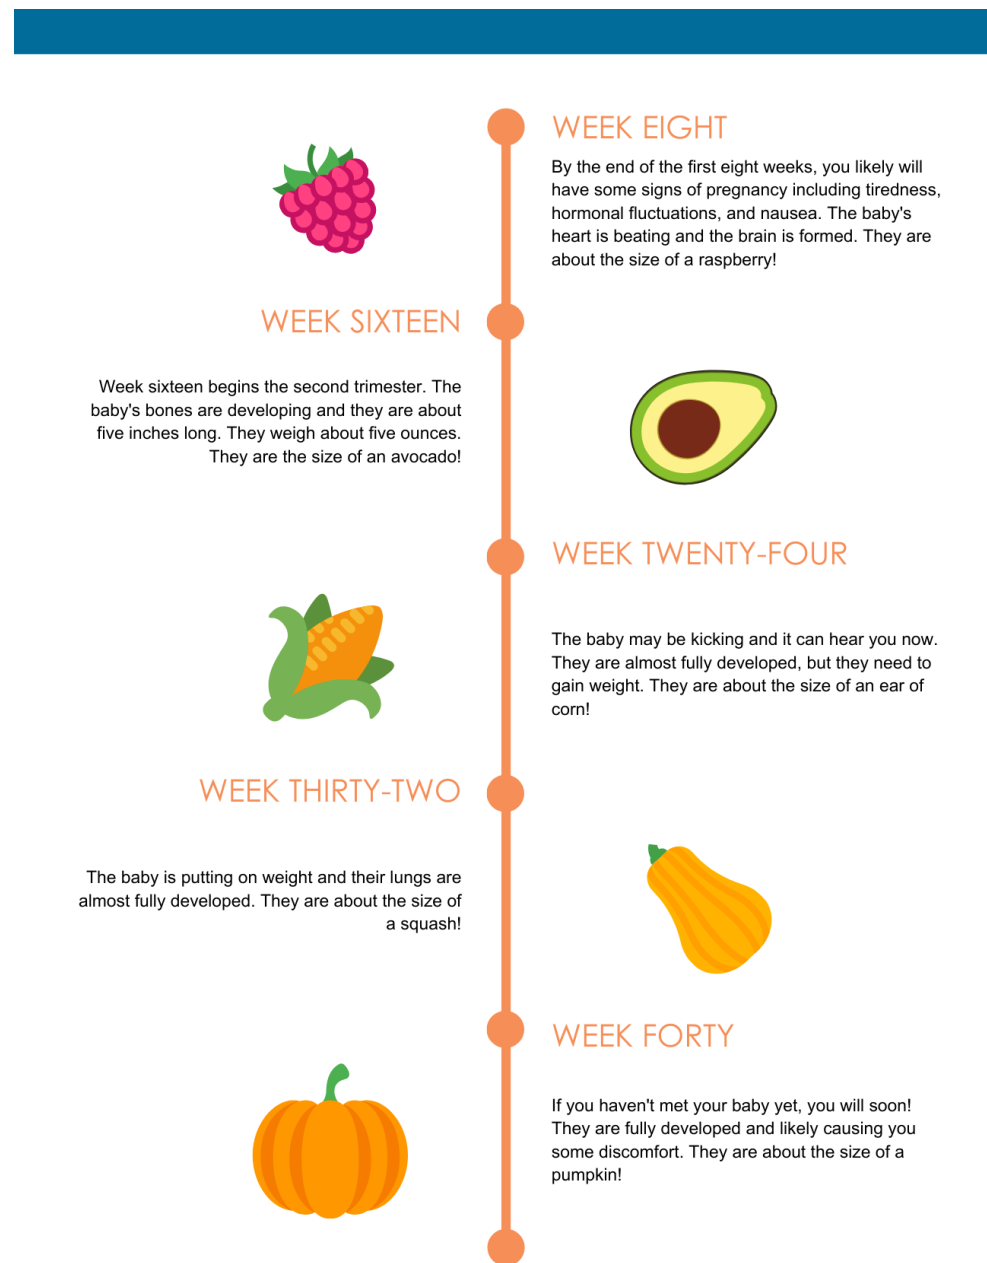 WEEK EIGHT
By the end of the first eight weeks, you likely will
have some signs of pregnancy including tiredness,
hormonal fluctuations, and nausea. The baby's
heart is beating and the brain is formed. They are
about the size of a raspberry!
WEEK SIXTEEN
Week sixteen begins the second trimester. The
baby's bones are developing and they are about
five inches long. They weigh about five ounces.
They are the size of an avocado!
WEEK TWENTY-FOUR
The baby may be kicking and it can hear you now.
They are almost fully developed, but they need to
gain weight. They are about the size of an ear of
corn!
WEEK THIRTY-TWO
The baby is putting on weight and their lungs are
almost fully developed. They are about the size of
a squash!
WEEK FORTY
If you haven't met your baby yet, you will soon!
They are fully developed and likely causing you
some discomfort. They are about the size of a
pumpkin!